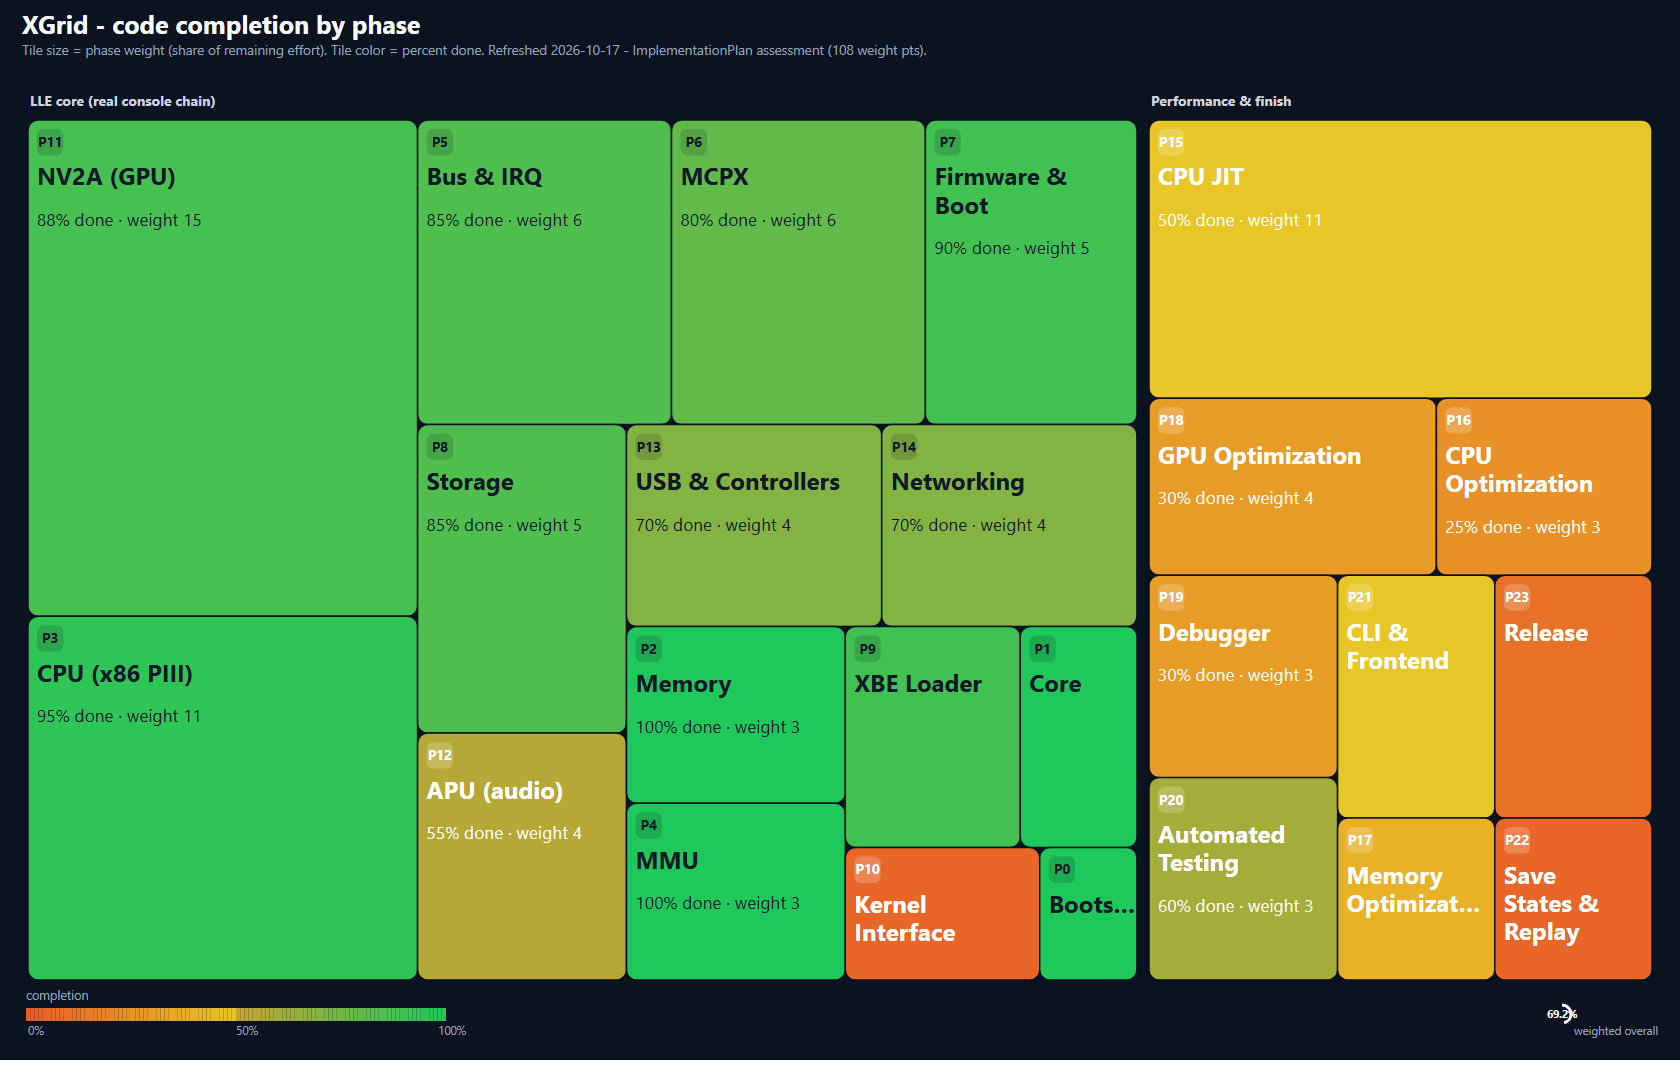 XGrid - code completion by phase
Tile size = phase weight (share of remaining effort). Tile color = percent done. Refreshed 2026-10-17 - ImplementationPlan assessment (108 weight pts).
LLE core (real console chain)
P11
NV2A (GPU)
88% done · weight 15
P5
Bus & IRQ
85% done · weight 6
P6
MCPX
80% done · weight 6
P7
Firmware &
Boot
90% done · weight 5
P8
Storage
85% done · weight 5
P13
USB & Controllers
70% done · weight 4
P14
Networking
70% done · weight 4
P3
CPU (x86 PIII)
95% done · weight 11
P12
APU (audio)
55% done · weight 4
P2
Memory
100% done · weight 3
P9
XBE Loader
P1
Core
P4
MMU
100% done · weight 3
P10
Kernel
Interface
P0
Boots...
Performance & finish
P15
CPU JIT
50% done · weight 11
P18
GPU Optimization
30% done · weight 4
P16
CPU
Optimization
25% done · weight 3
P19
Debugger
30% done · weight 3
P21
CLI &
Frontend
P23
Release
P20
Automated
Testing
60% done · weight 3
P17
Memory
Optimizat...
P22
Save
States &
Replay
completion
0%
50%
100%
69.2%
weighted overall